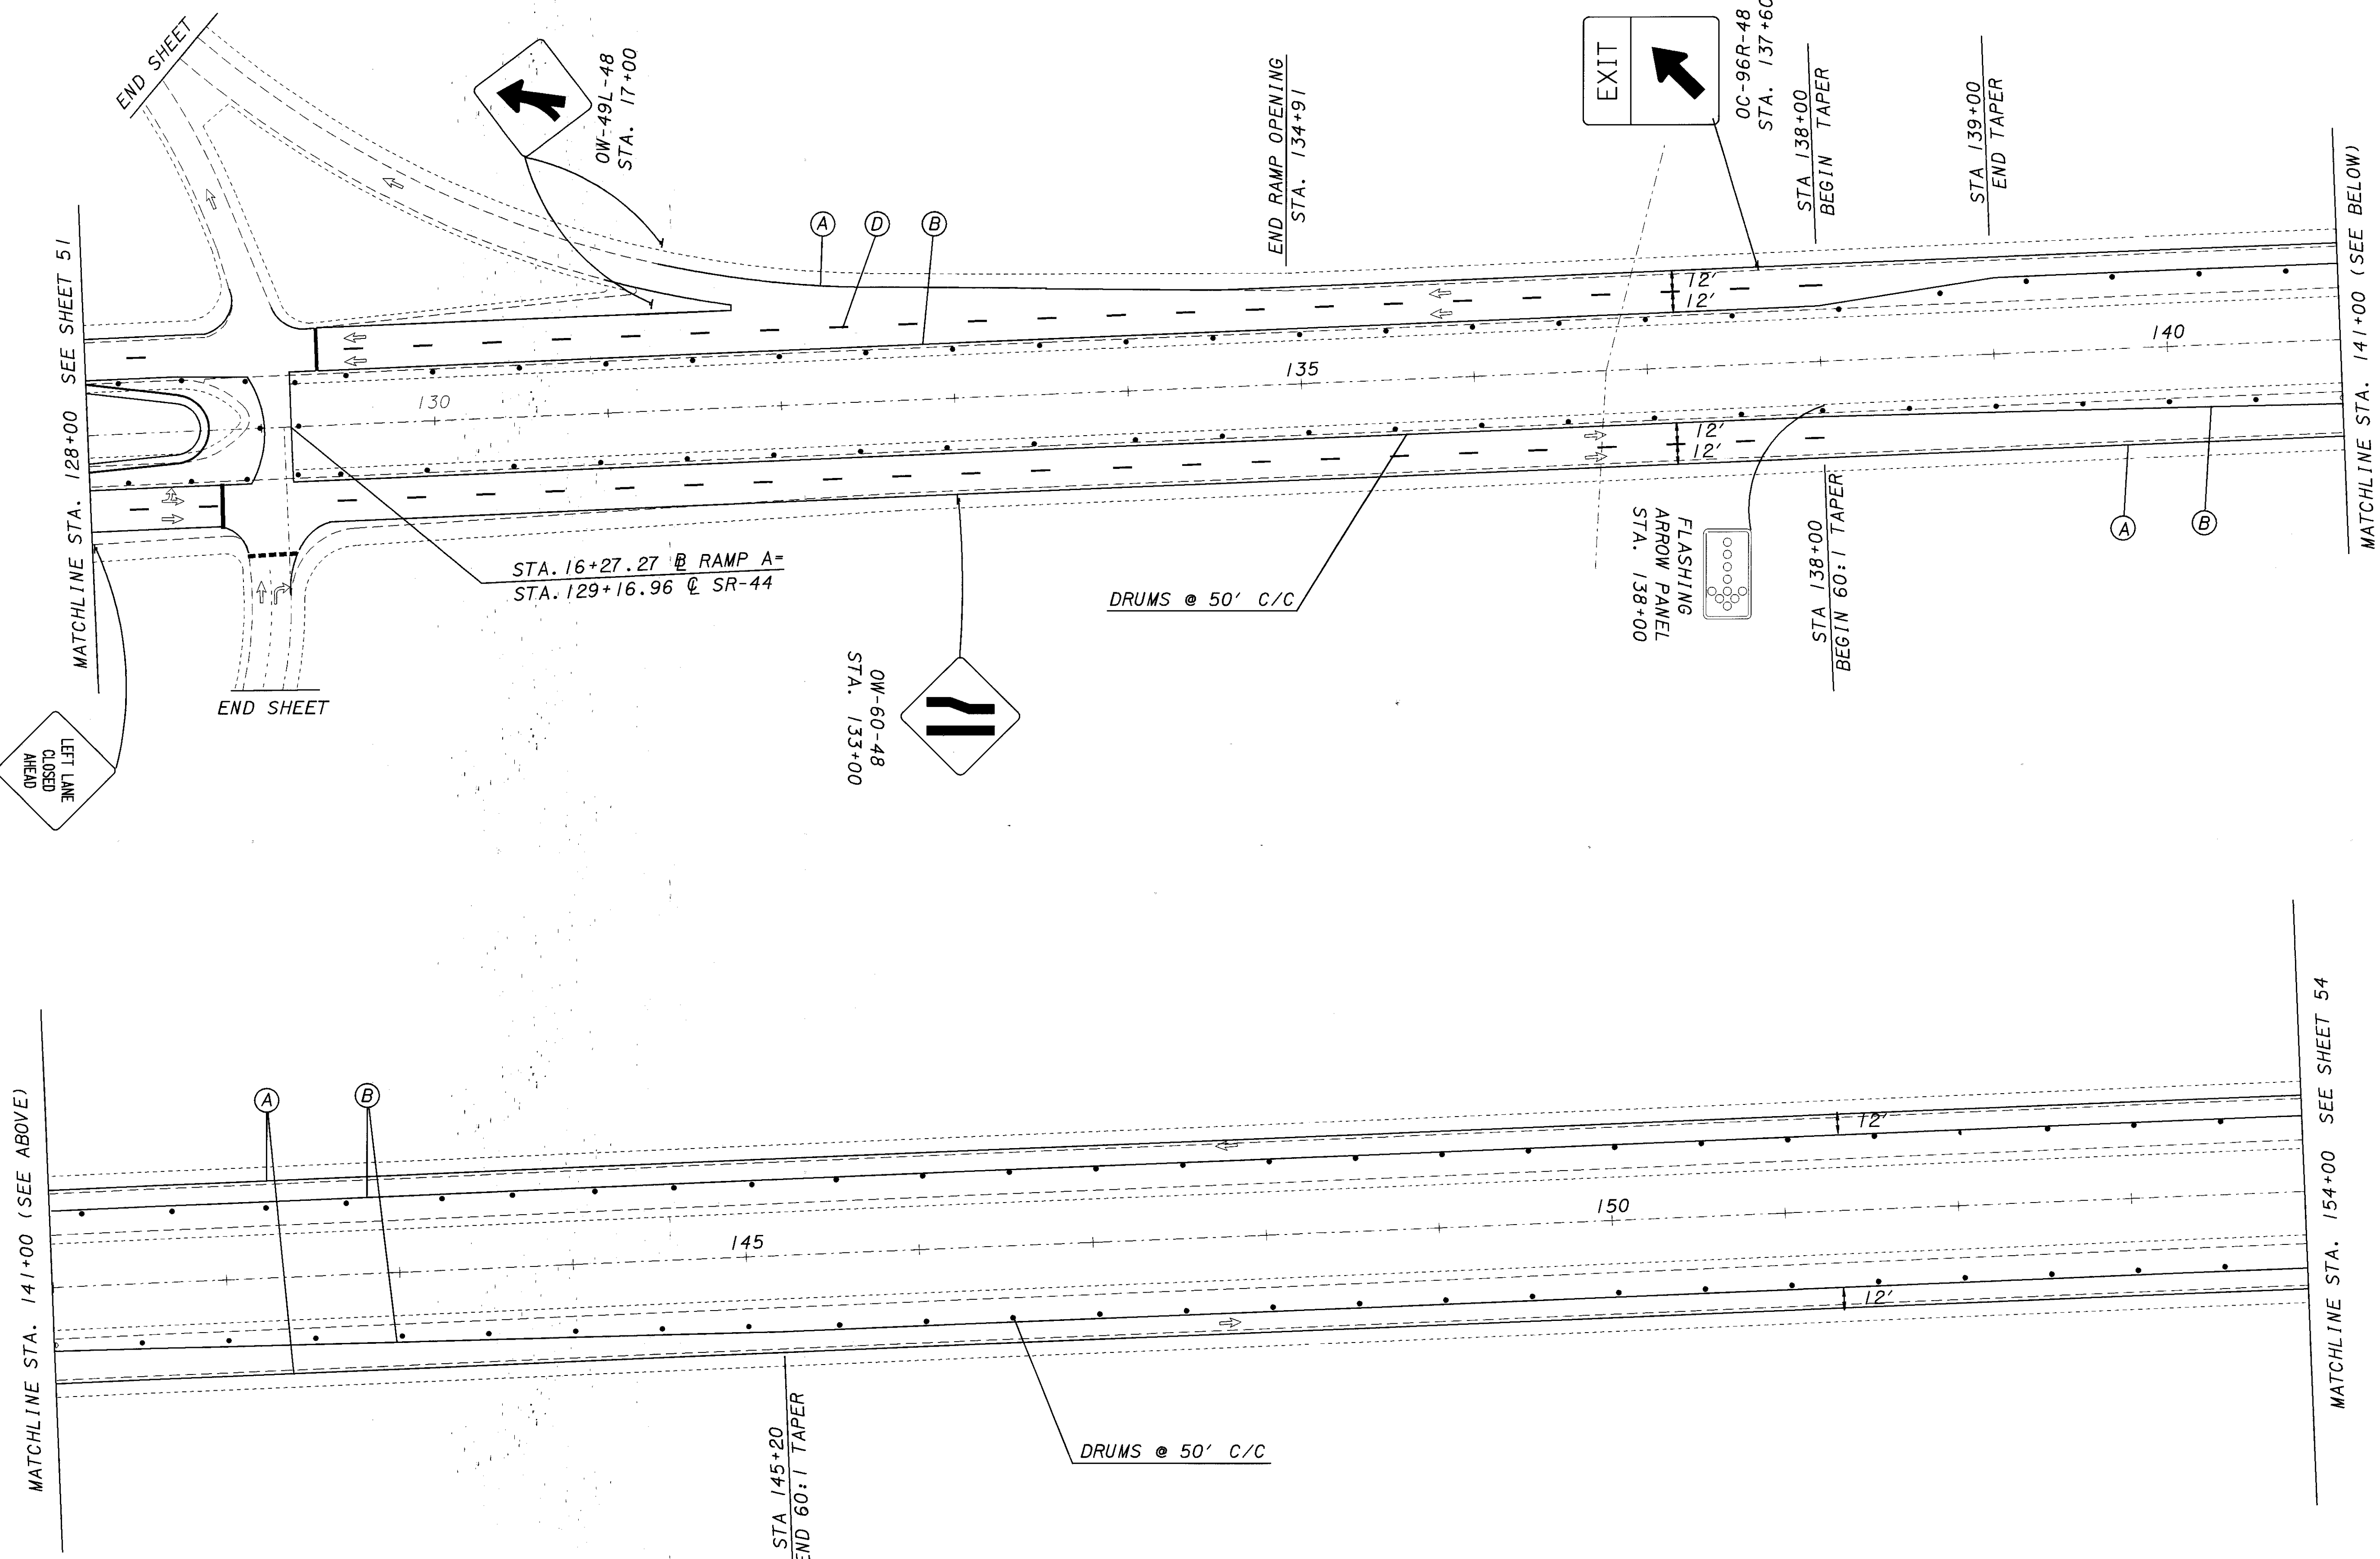 END SHEET
OW-49L-48
STA. 17+00
END RAMP OPENING
STA. 134+91
EXIT
OC-96R-48
STA. 137+60
STA 138+00
BEGIN TAPER
STA 139+00
END TAPER
MATCHLINE STA. 128+00 SEE SHEET 51
A
D
B
12'
12'
130
135
140
12'
12'
MATCHLINE STA. 141+00 (SEE BELOW)
STA. 16+27.27 BL RAMP A=
STA. 129+16.96 CL SR-44
DRUMS @ 50' C/C
FLASHING
ARROW PANEL
STA. 138+00
STA 138+00
BEGIN 60:1 TAPER
A
B
END SHEET
LEFT LANE
CLOSED
AHEAD
OW-60-48
STA. 133+00
MATCHLINE STA. 141+00 (SEE ABOVE)
A
B
12'
145
150
12'
STA 145+20
END 60:1 TAPER
DRUMS @ 50' C/C
MATCHLINE STA. 154+00 SEE SHEET 54